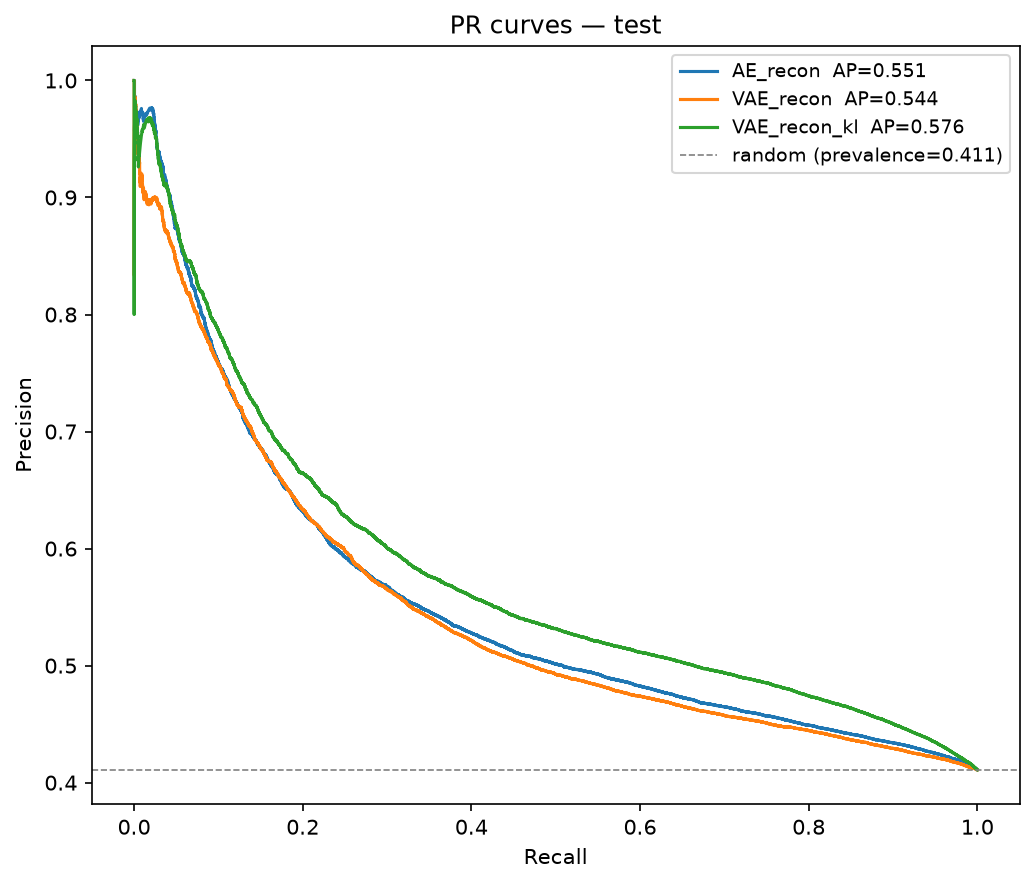 PR curves — test
AE_recon AP=0.551
VAE_recon AP=0.544
VAE_recon_kl AP=0.576
random (prevalence=0.411)
Precision
1.0
0.9
0.8
0.7
0.6
0.5
0.4
0.0 0.2 0.4 0.6 0.8 1.0
Recall